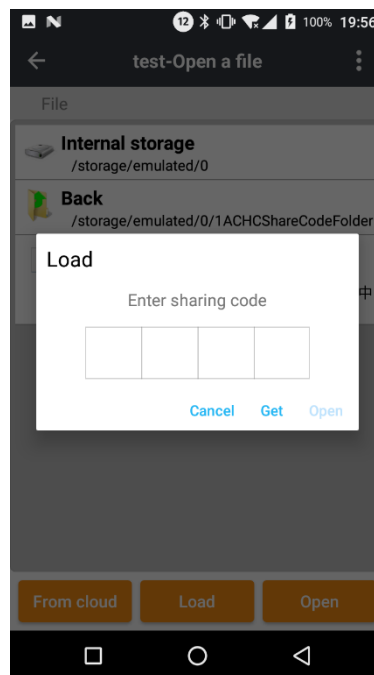 12 100% 19:56
test-Open a file
File
Internal storage
/storage/emulated/0
Back
/storage/emulated/0/1ACHCShareCodeFolder
Load
中
Enter sharing code
Cancel Get Open
From cloud Load Open